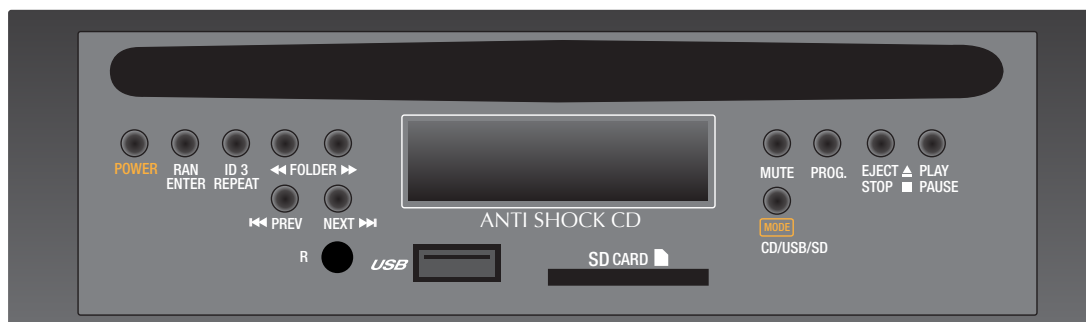 POWER
RAN
ENTER
ID 3
REPEAT
FOLDER
PREV
NEXT
R
USB
ANTI SHOCK CD
SD CARD
MUTE
PROG.
EJECT
STOP
PLAY
PAUSE
MODE
CD/USB/SD